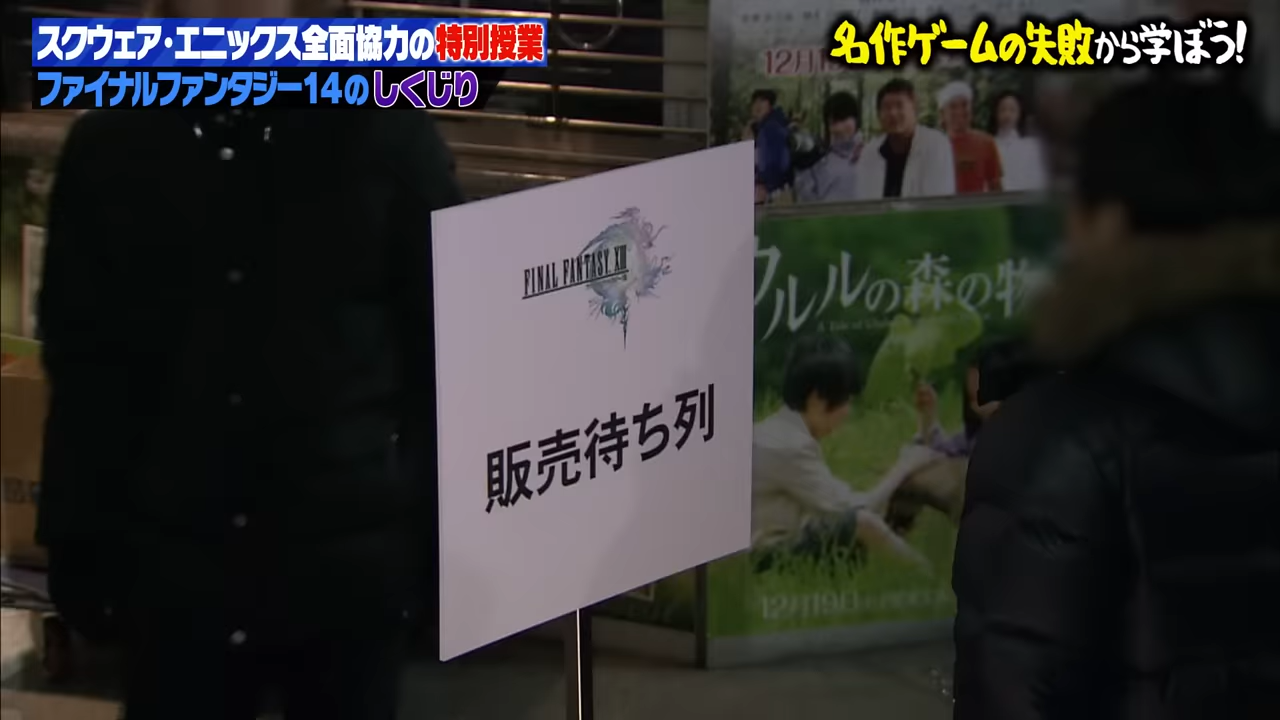 スクウェア・エニックス全面協力の特別授業
ファイナルファンタジー14のしくじり
名作ゲームの失敗から学ぼう!
12月1
FINAL FANTASY XIII
販売待ち列
ウルルの森の物
12月19日